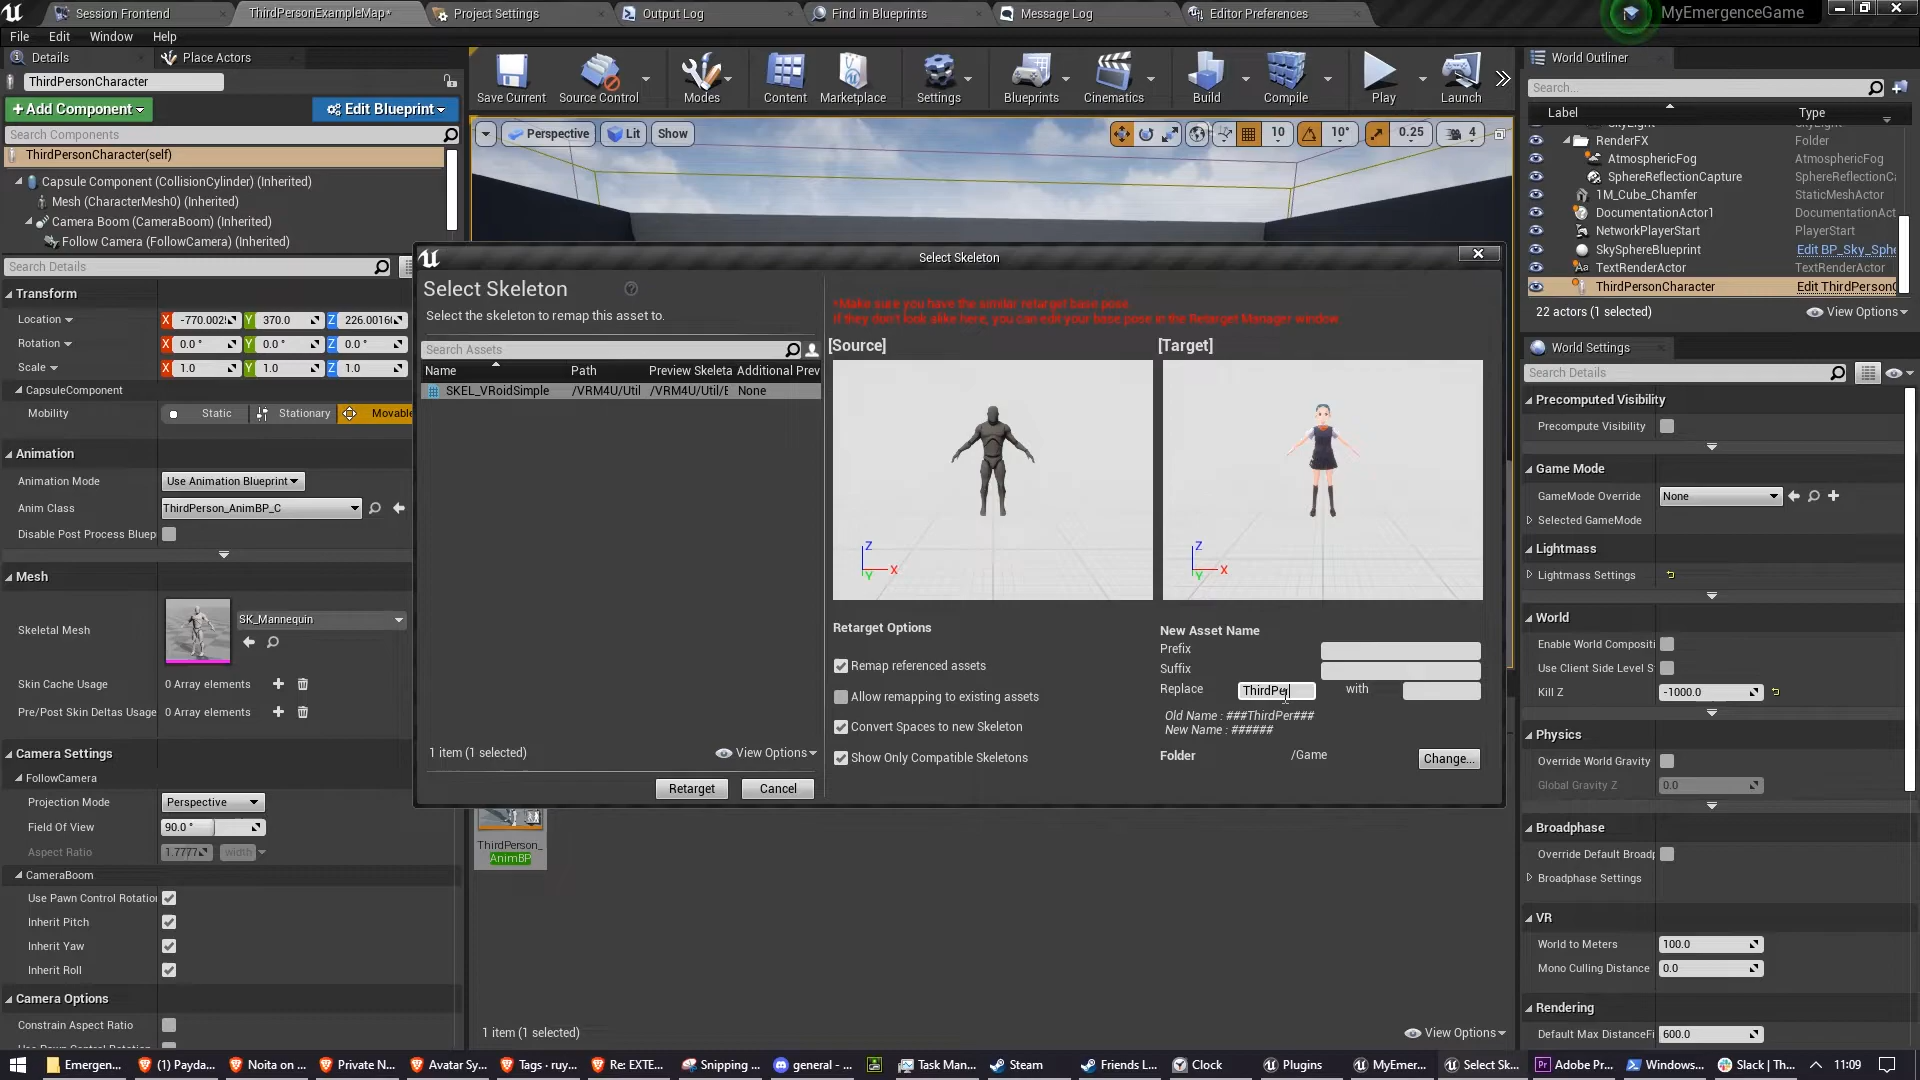 Session Frontend
ThirdPersonExampleMap*
Project Settings
Output Log
Find in Blueprints
Message Log
Editor Preferences
MyEmergenceGame
File Edit Window Help
Details
Place Actors
ThirdPersonCharacter
+Add Component
Edit Blueprint
Search Components
ThirdPersonCharacter(self)
Capsule Component (CollisionCylinder) (Inherited)
Mesh (CharacterMesh0) (Inherited)
Camera Boom (CameraBoom) (Inherited)
Follow Camera (FollowCamera) (Inherited)
Search Details
Transform
Location X -770.002 Y 370.0 Z 226.0016
Rotation X 0.0 ° Y 0.0 ° Z 0.0 °
Scale X 1.0 Y 1.0 Z 1.0
CapsuleComponent
Mobility Static Stationary Movable
Animation
Animation Mode Use Animation Blueprint
Anim Class ThirdPerson_AnimBP_C
Disable Post Process Bluep
Mesh
Skeletal Mesh SK_Mannequin
Skin Cache Usage 0 Array elements
Pre/Post Skin Deltas Usage 0 Array elements
Camera Settings
FollowCamera
Projection Mode Perspective
Field Of View 90.0 °
Aspect Ratio 1.7777 width
CameraBoom
Use Pawn Control Rotatio
Inherit Pitch
Inherit Yaw
Inherit Roll
Camera Options
Constrain Aspect Ratio
Save Current
Source Control
Modes
Content
Marketplace
Settings
Blueprints
Cinematics
Build
Compile
Play
Launch
Perspective Lit Show
10 10° 0.25 4
Select Skeleton
Select Skeleton
Select the skeleton to remap this asset to.
Search Assets
Name Path Preview Skeleta Additional Prev
SKEL_VRoidSimple /VRM4U/Util /VRM4U/Util/E None
1 item (1 selected)
View Options
Retarget
Cancel
*Make sure you have the similar retarget base pose.
If they don't look alike here, you can edit your base pose in the Retarget Manager window.
[Source]
[Target]
Z
X
Y
Z
X
Y
Retarget Options
Remap referenced assets
Allow remapping to existing assets
Convert Spaces to new Skeleton
Show Only Compatible Skeletons
New Asset Name
Prefix
Suffix
Replace ThirdPer with
Old Name : ###ThirdPer###
New Name : ######
Folder /Game Change...
ThirdPerson_
AnimBP
1 item (1 selected)
View Options
World Outliner
Search...
Label Type
RenderFX Folder
AtmosphericFog AtmosphericFog
SphereReflectionCapture SphereReflectionCa
1M_Cube_Chamfer StaticMeshActor
DocumentationActor1 DocumentationAct
NetworkPlayerStart PlayerStart
SkySphereBlueprint Edit BP_Sky_Sphe
TextRenderActor TextRenderActor
ThirdPersonCharacter Edit ThirdPersonC
22 actors (1 selected)
View Options
World Settings
Search Details
Precomputed Visibility
Precompute Visibility
Game Mode
GameMode Override None
Selected GameMode
Lightmass
Lightmass Settings
World
Enable World Compositi
Use Client Side Level S
Kill Z -1000.0
Physics
Override World Gravity
Global Gravity Z 0.0
Broadphase
Override Default Broadp
Broadphase Settings
VR
World to Meters 100.0
Mono Culling Distance 0.0
Rendering
Default Max DistanceFi 600.0
Emergen...
(1) Payda...
Noita on ...
Private N...
Avatar Sy...
Tags · ruy...
Re: EXTE...
Snipping ...
general - ...
Task Man...
Steam
Friends L...
Clock
Plugins
MyEmer...
Select Sk...
Adobe Pr...
Windows...
Slack | Th...
11:09